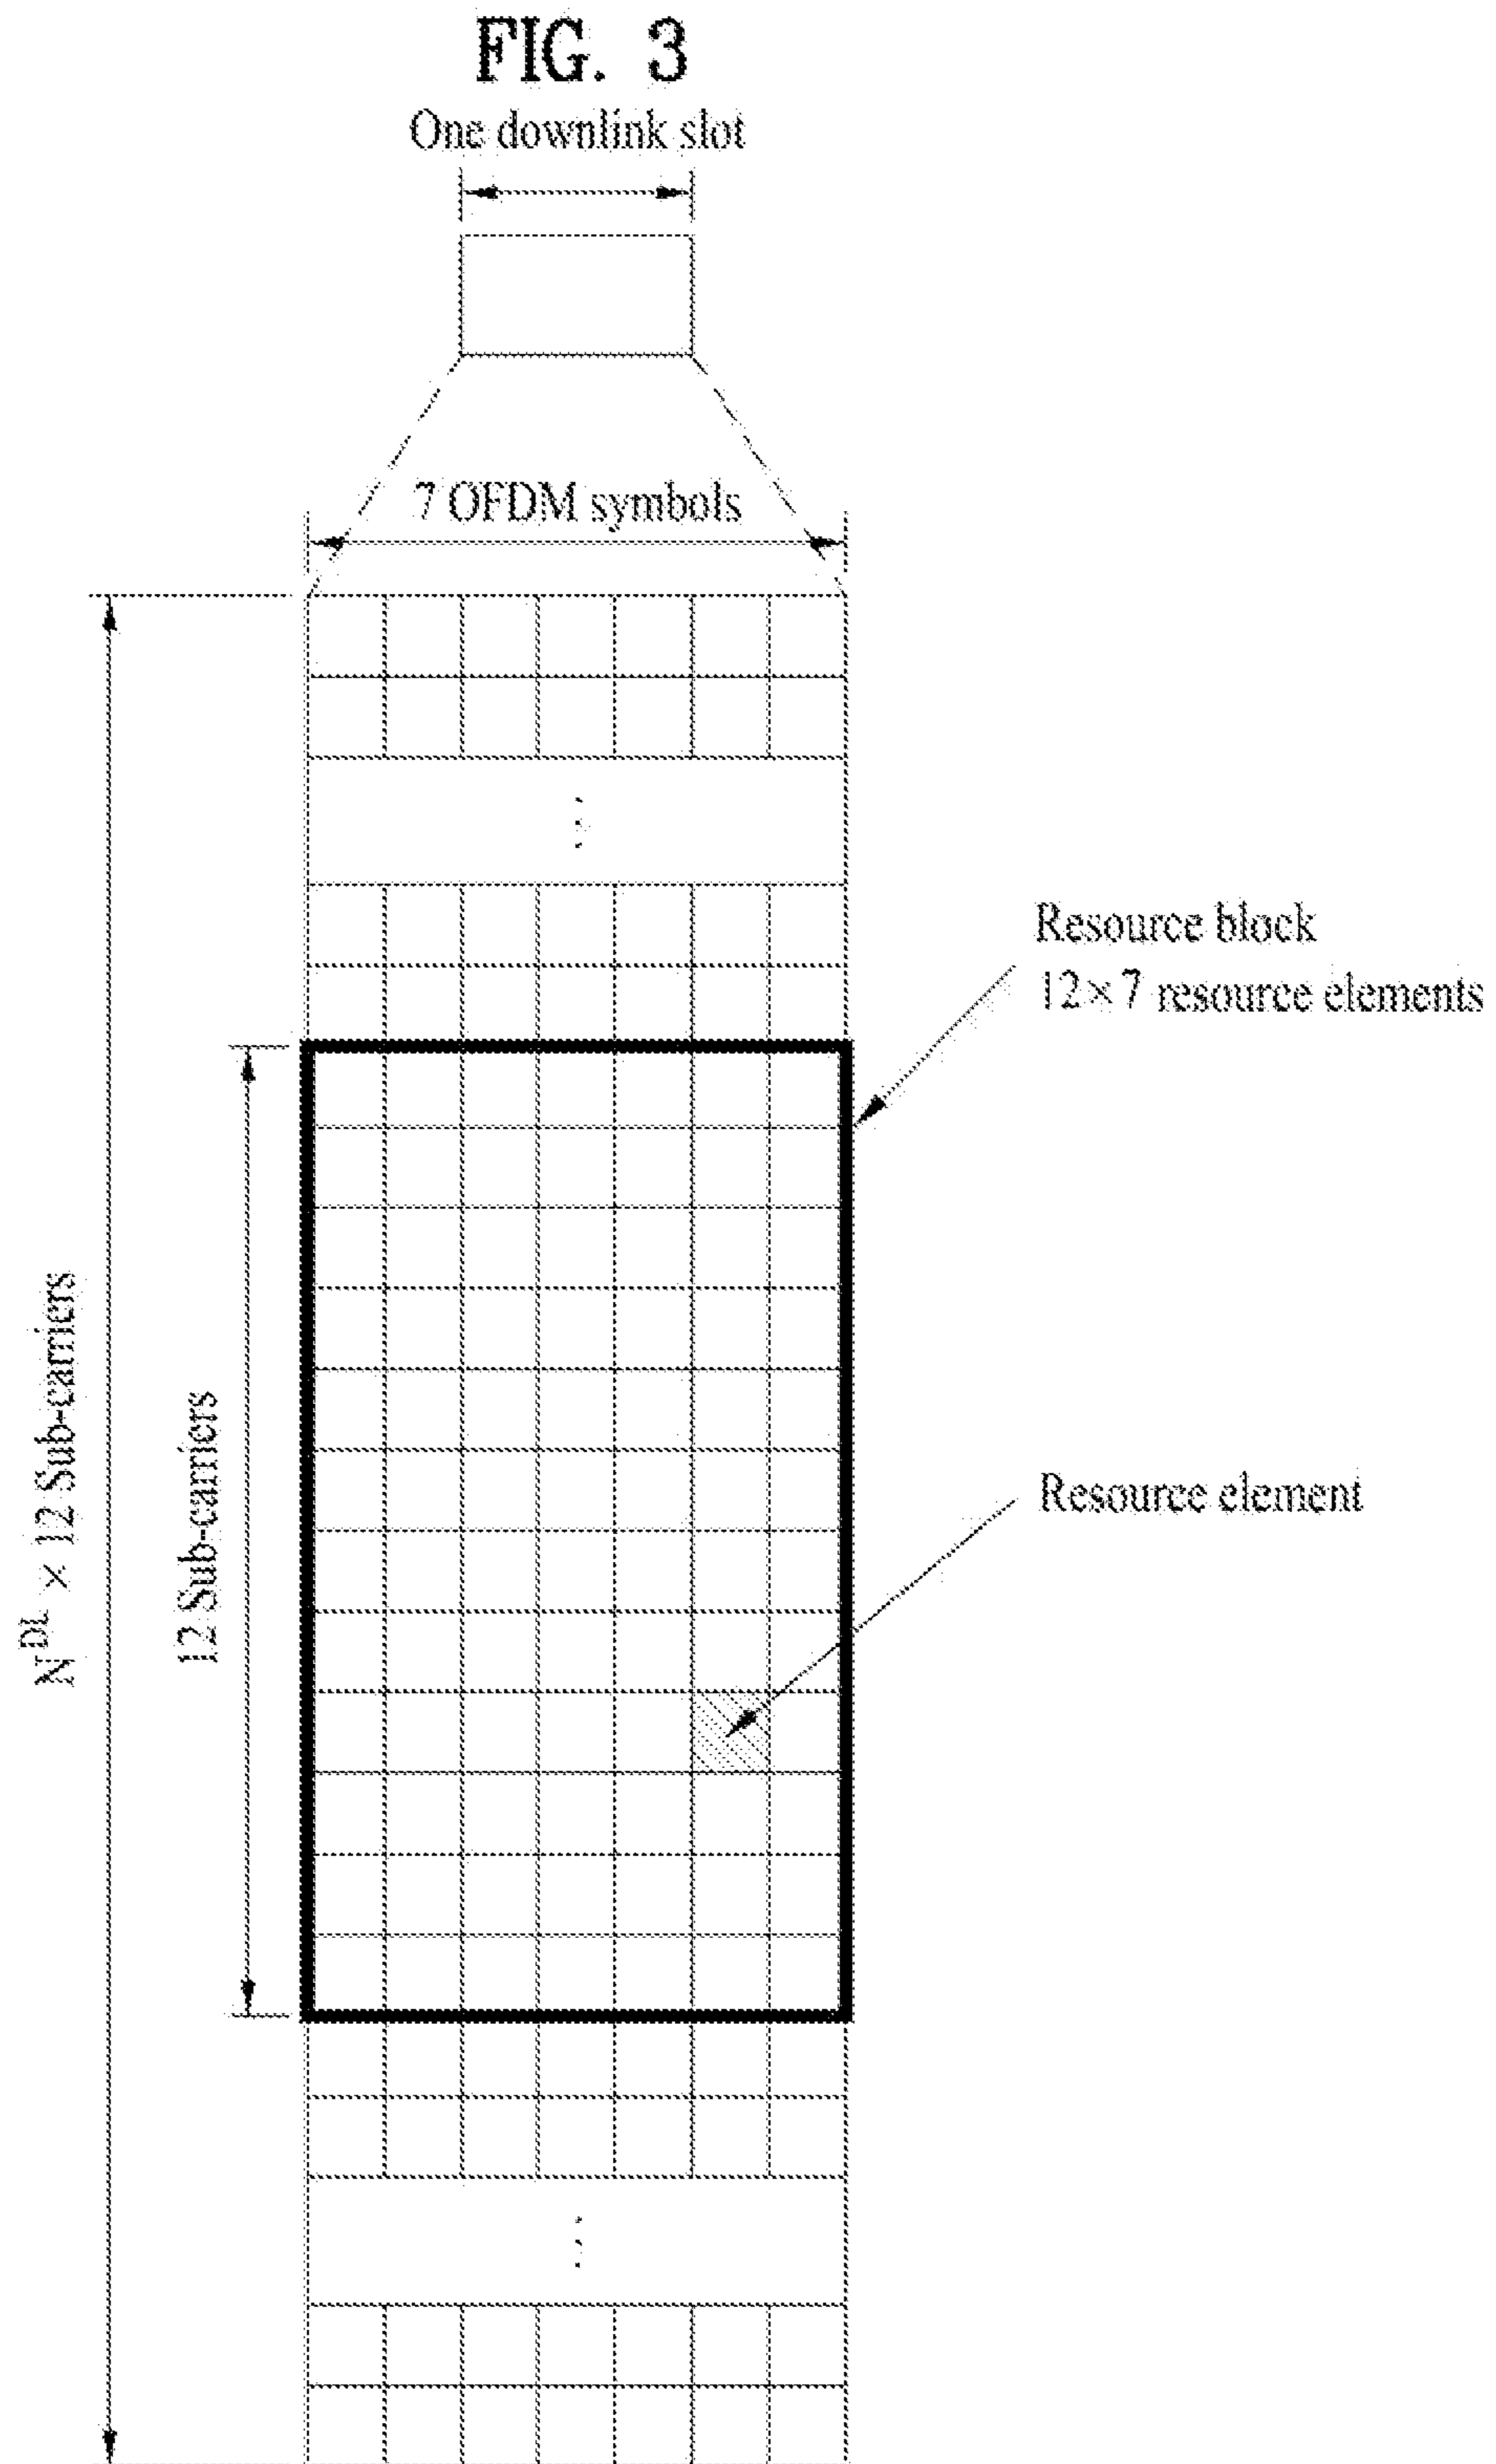 FIG. 3
One downlink slot
7 OFDM symbols
Resource block
12×7 resource elements
Resource element
12 Sub-carriers
N^DL × 12 Sub-carriers